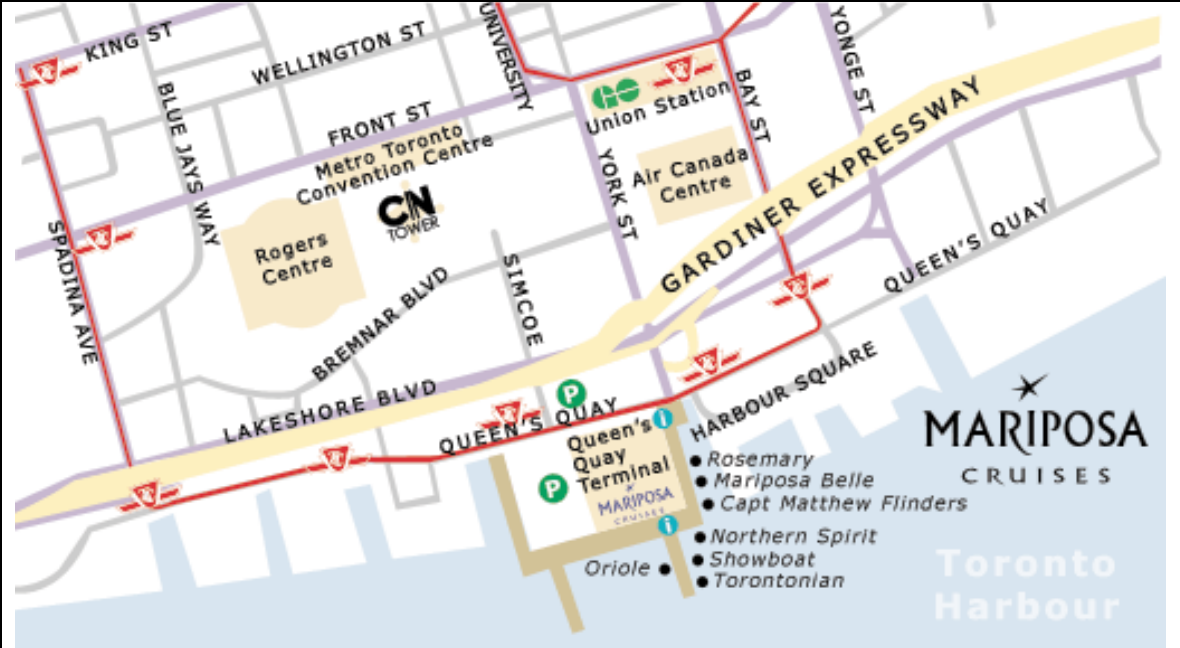 KING ST
WELLINGTON ST
UNIVERSITY
YONGE ST
BLUE JAYS WAY
FRONT ST
GO
Union Station
BAY ST
Metro Toronto
Convention Centre
YORK ST
Air Canada
Centre
GARDINER EXPRESSWAY
CN
TOWER
SPADINA AVE
Rogers
Centre
SIMCOE
BREMNAR BLVD
QUEEN'S QUAY
LAKESHORE BLVD
HARBOUR SQUARE
P
QUEEN'S QUAY
i
Queen's
Quay
Terminal
P
MARIPOSA
CRUISES
i
MARIPOSA
CRUISES
Rosemary
Mariposa Belle
Capt Matthew Flinders
Northern Spirit
Showboat
Torontonian
Oriole
Toronto
Harbour